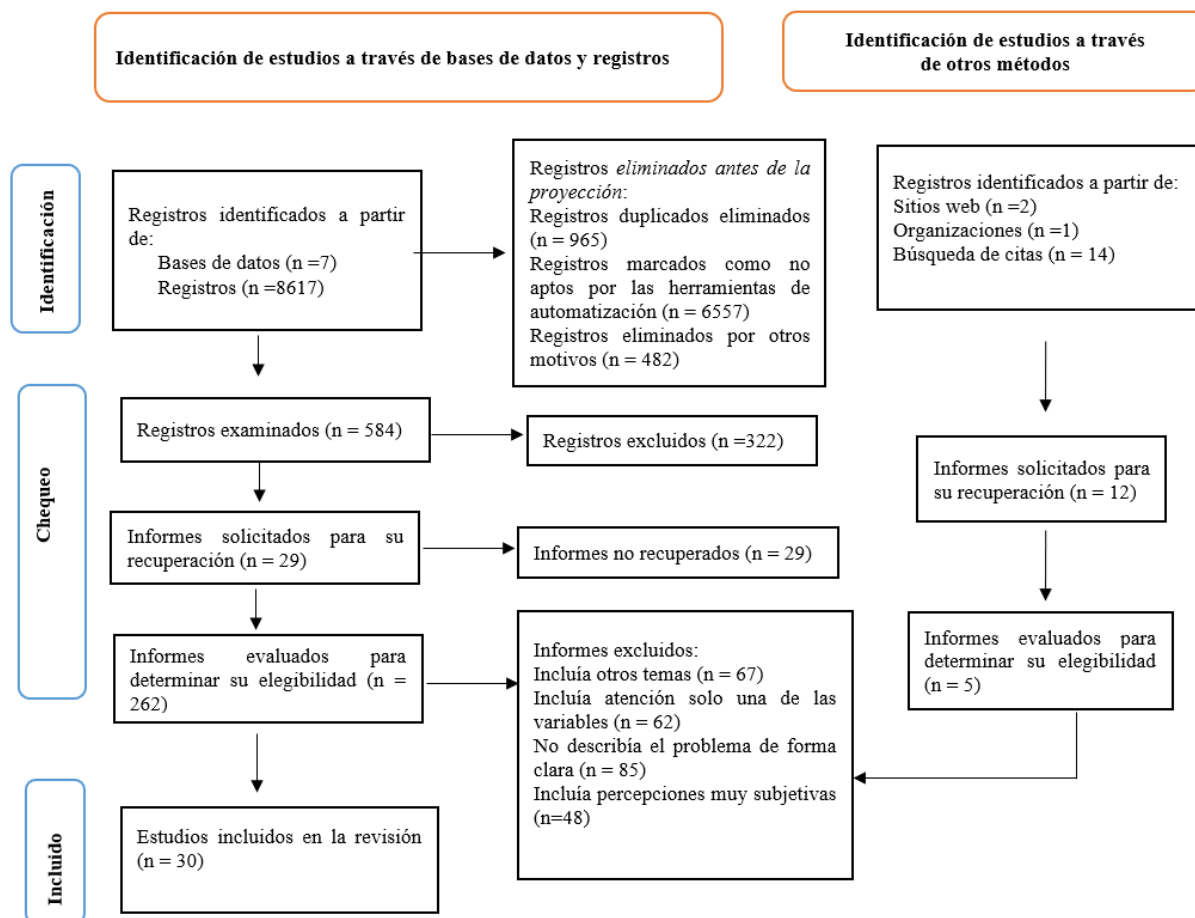 Identificación de estudios a través de bases de datos y registros
Identificación de estudios a través
de otros métodos
Identificación
Registros identificados a partir
de:
Bases de datos (n =7)
Registros (n =8617)
Registros eliminados antes de la
proyección:
Registros duplicados eliminados
(n = 965)
Registros marcados como no
aptos por las herramientas de
automatización (n = 6557)
Registros eliminados por otros
motivos (n = 482)
Registros identificados a partir de:
Sitios web (n =2)
Organizaciones (n =1)
Búsqueda de citas (n = 14)
Chequeo
Registros examinados (n = 584)
Registros excluidos (n =322)
Informes solicitados para
su recuperación (n = 12)
Informes solicitados para su
recuperación (n = 29)
Informes no recuperados (n = 29)
Informes evaluados para
determinar su elegibilidad (n =
262)
Informes excluidos:
Incluía otros temas (n = 67)
Incluía atención solo una de las
variables (n = 62)
No describía el problema de forma
clara (n = 85)
Incluía percepciones muy subjetivas
(n=48)
Informes evaluados para
determinar su elegibilidad
(n = 5)
Incluido
Estudios incluidos en la revisión
(n = 30)